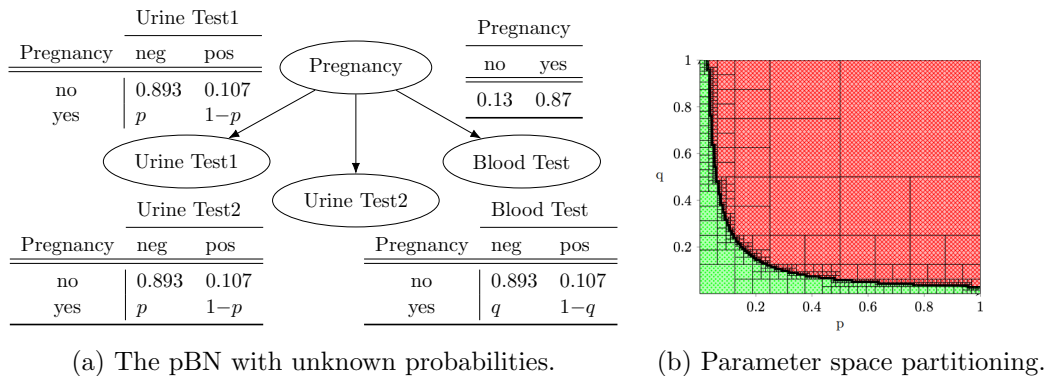 Urine Test1
Pregnancy neg pos
no 0.893 0.107
yes p 1−p
Pregnancy
Pregnancy
no yes
0.13 0.87
Urine Test1
Urine Test2
Blood Test
Urine Test2
Pregnancy neg pos
no 0.893 0.107
yes p 1−p
Blood Test
Pregnancy neg pos
no 0.893 0.107
yes q 1−q
(a) The pBN with unknown probabilities.
1
0.8
0.6
q
0.4
0.2
0.2 0.4 0.6 0.8 1
p
(b) Parameter space partitioning.